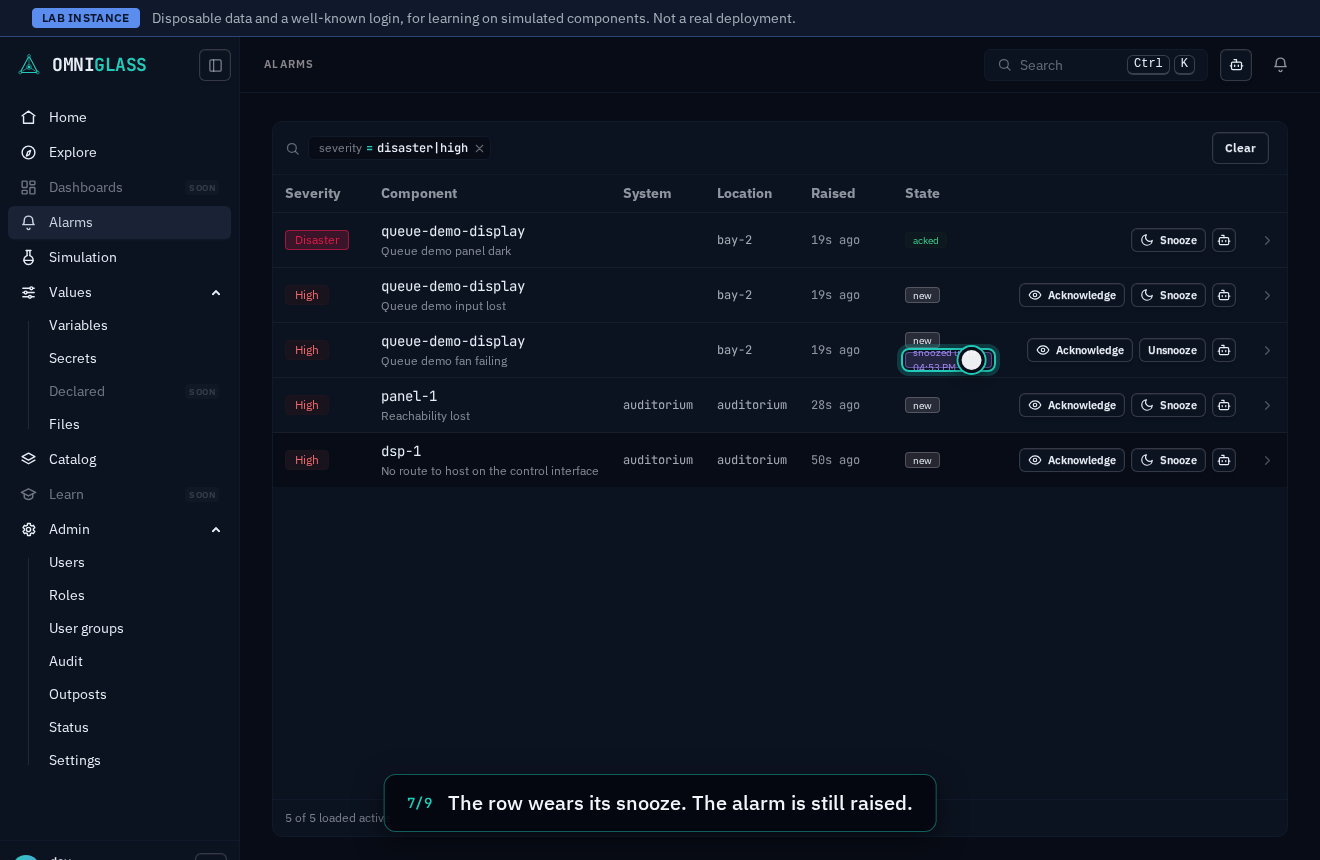 LAB INSTANCE Disposable data and a well-known login, for learning on simulated components. Not a real deployment.
OMNIGLASS
ALARMS
Search Ctrl K
Home
Explore
Dashboards SOON
Alarms
Simulation
Values
Variables
Secrets
Declared SOON
Files
Catalog
Learn SOON
Admin
Users
Roles
User groups
Audit
Outposts
Status
Settings
severity = disaster|high
Clear
Severity Component System Location Raised State
Disaster queue-demo-display bay-2 19s ago acked Snooze
Queue demo panel dark
High queue-demo-display bay-2 19s ago new Acknowledge Snooze
Queue demo input lost
High queue-demo-display bay-2 19s ago new Acknowledge Unsnooze
Queue demo fan failing
snoozed
04:53 PM
High panel-1 auditorium auditorium 28s ago new Acknowledge Snooze
Reachability lost
High dsp-1 auditorium auditorium 50s ago new Acknowledge Snooze
No route to host on the control interface
5 of 5 loaded
7/9 The row wears its snooze. The alarm is still raised.